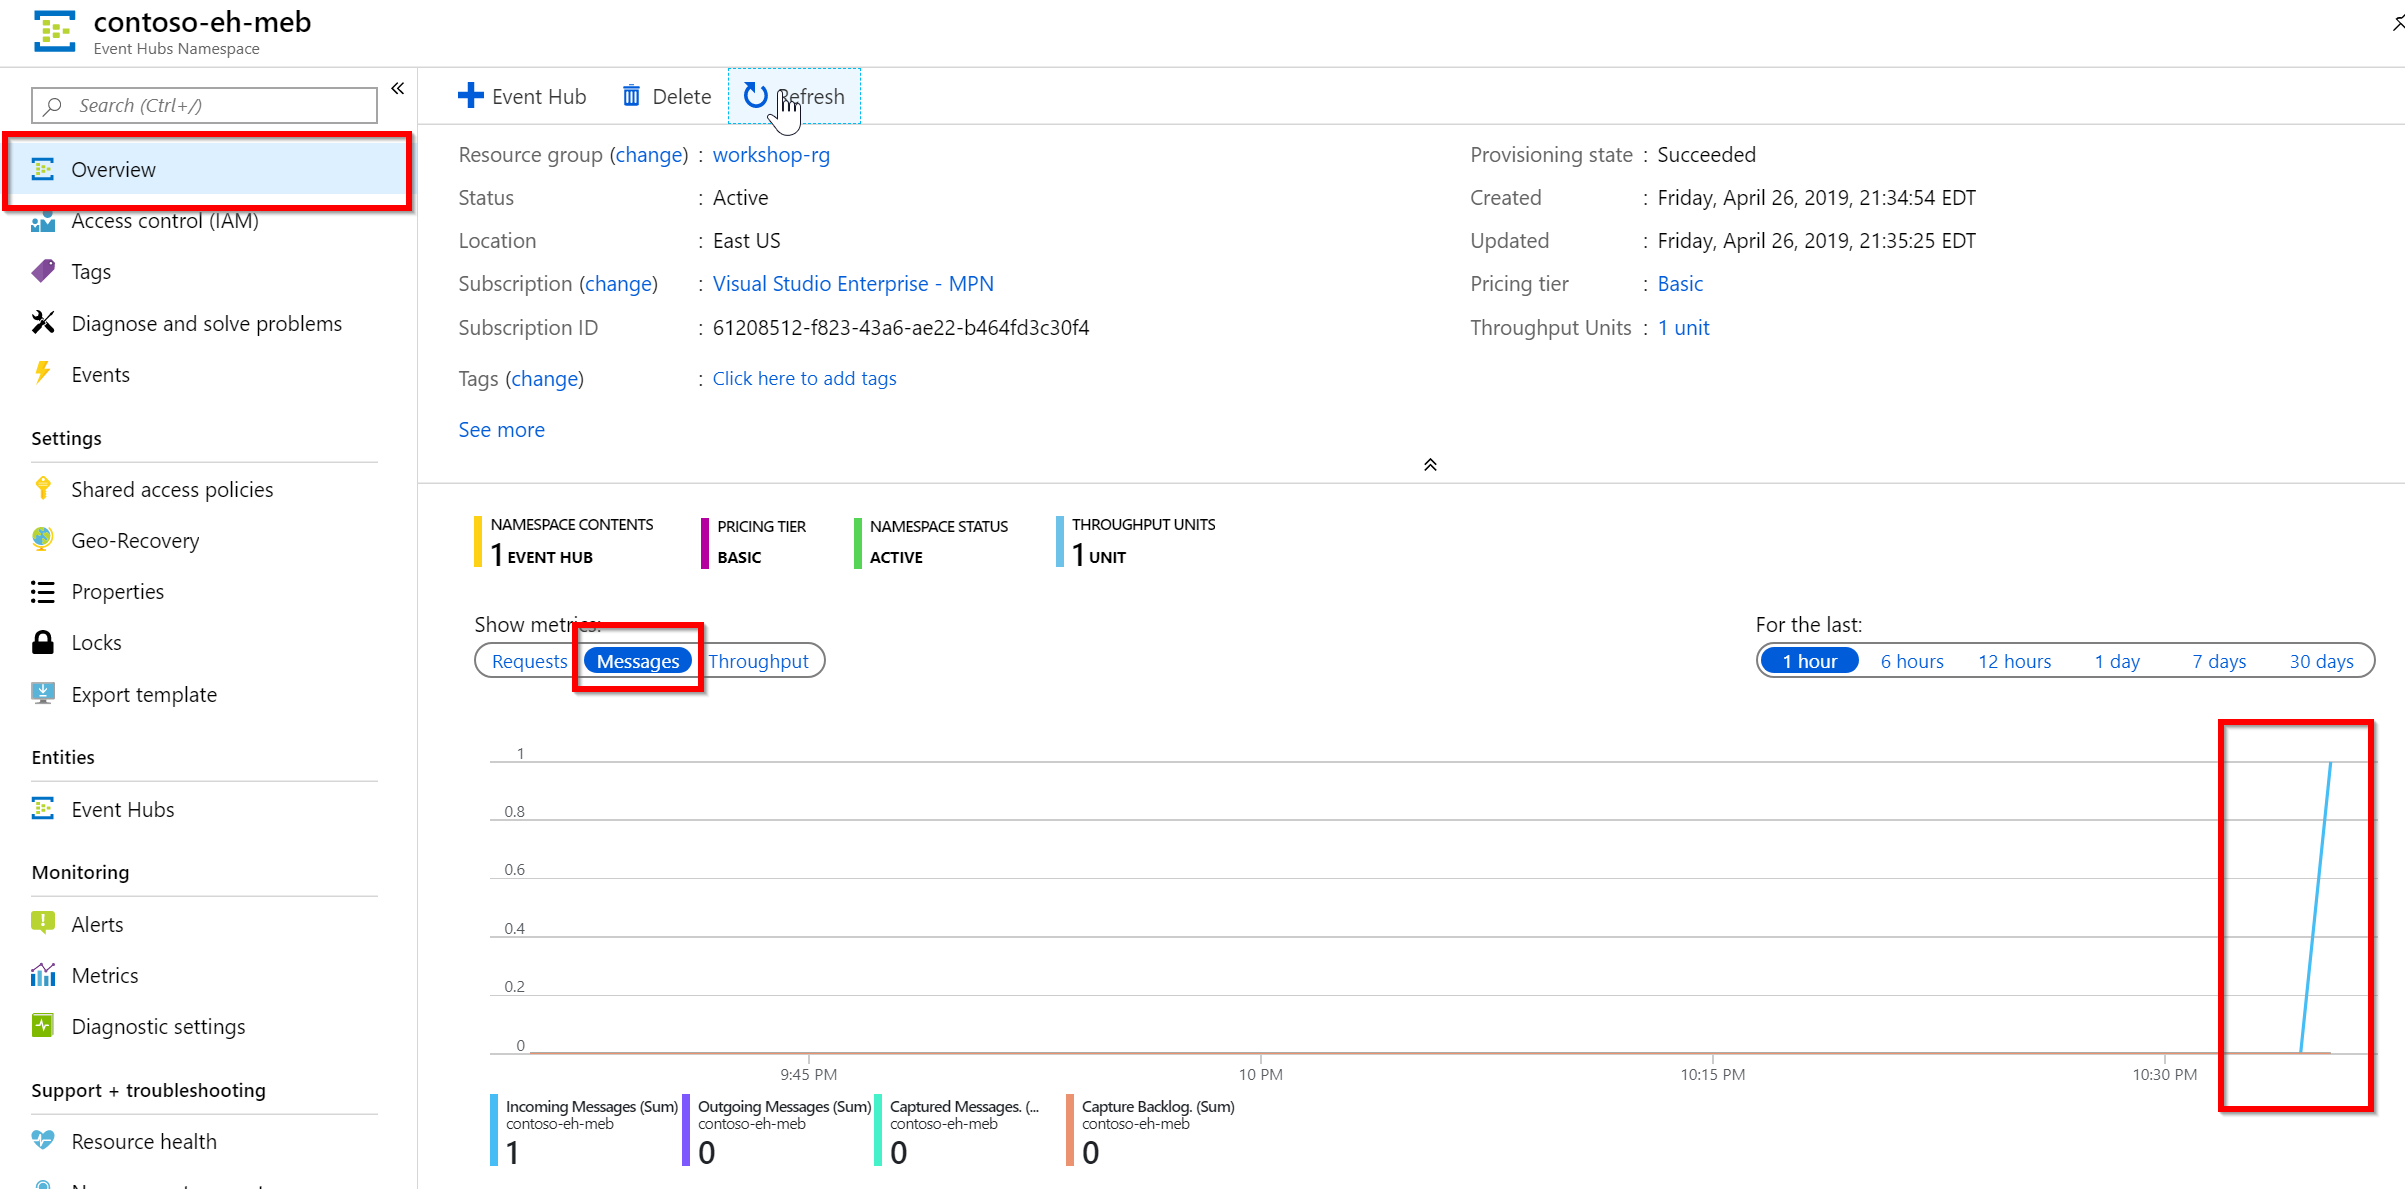 contoso-eh-meb
Event Hubs Namespace
Search (Ctrl+/)
«
Overview
Access control (IAM)
Tags
Diagnose and solve problems
Events
Settings
Shared access policies
Geo-Recovery
Properties
Locks
Export template
Entities
Event Hubs
Monitoring
Alerts
Metrics
Diagnostic settings
Support + troubleshooting
Resource health
Event Hub Delete Refresh
Resource group (change) : workshop-rg
Status : Active
Location : East US
Subscription (change) : Visual Studio Enterprise - MPN
Subscription ID : 61208512-f823-43a6-ae22-b464fd3c30f4
Tags (change) : Click here to add tags
See more
Provisioning state : Succeeded
Created : Friday, April 26, 2019, 21:34:54 EDT
Updated : Friday, April 26, 2019, 21:35:25 EDT
Pricing tier : Basic
Throughput Units : 1 unit
NAMESPACE CONTENTS
1 EVENT HUB
PRICING TIER
BASIC
NAMESPACE STATUS
ACTIVE
THROUGHPUT UNITS
1 UNIT
Show metrics:
Requests Messages Throughput
For the last:
1 hour 6 hours 12 hours 1 day 7 days 30 days
1
0.8
0.6
0.4
0.2
0
9:45 PM 10 PM 10:15 PM 10:30 PM
Incoming Messages (Sum)
contoso-eh-meb
1
Outgoing Messages (Sum)
contoso-eh-meb
0
Captured Messages. (...
contoso-eh-meb
0
Capture Backlog. (Sum)
contoso-eh-meb
0